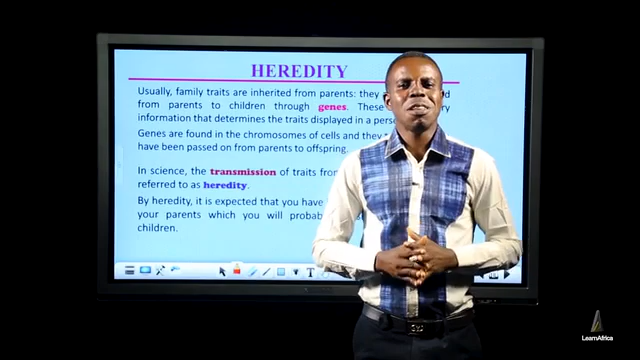 HEREDITY
Usually, family traits are inherited from parents: they
from parents to children through genes. These
information that determines the traits displayed in a
Genes are found in the chromosomes of cells and they
have been passed on from parents to offspring.
In science, the transmission of traits
referred to as heredity.
By heredity, it is expected that you have
your parents which you will
children.
T
LearnAfrica